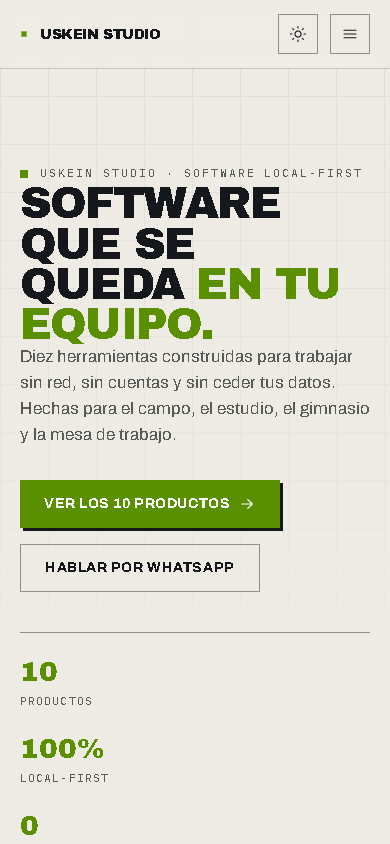 USKEIN STUDIO
USKEIN STUDIO · SOFTWARE LOCAL-FIRST
SOFTWARE
QUE SE
QUEDA EN TU
EQUIPO.
Diez herramientas construidas para trabajar
sin red, sin cuentas y sin ceder tus datos.
Hechas para el campo, el estudio, el gimnasio
y la mesa de trabajo.
VER LOS 10 PRODUCTOS →
HABLAR POR WHATSAPP
10
PRODUCTOS
100%
LOCAL-FIRST
0